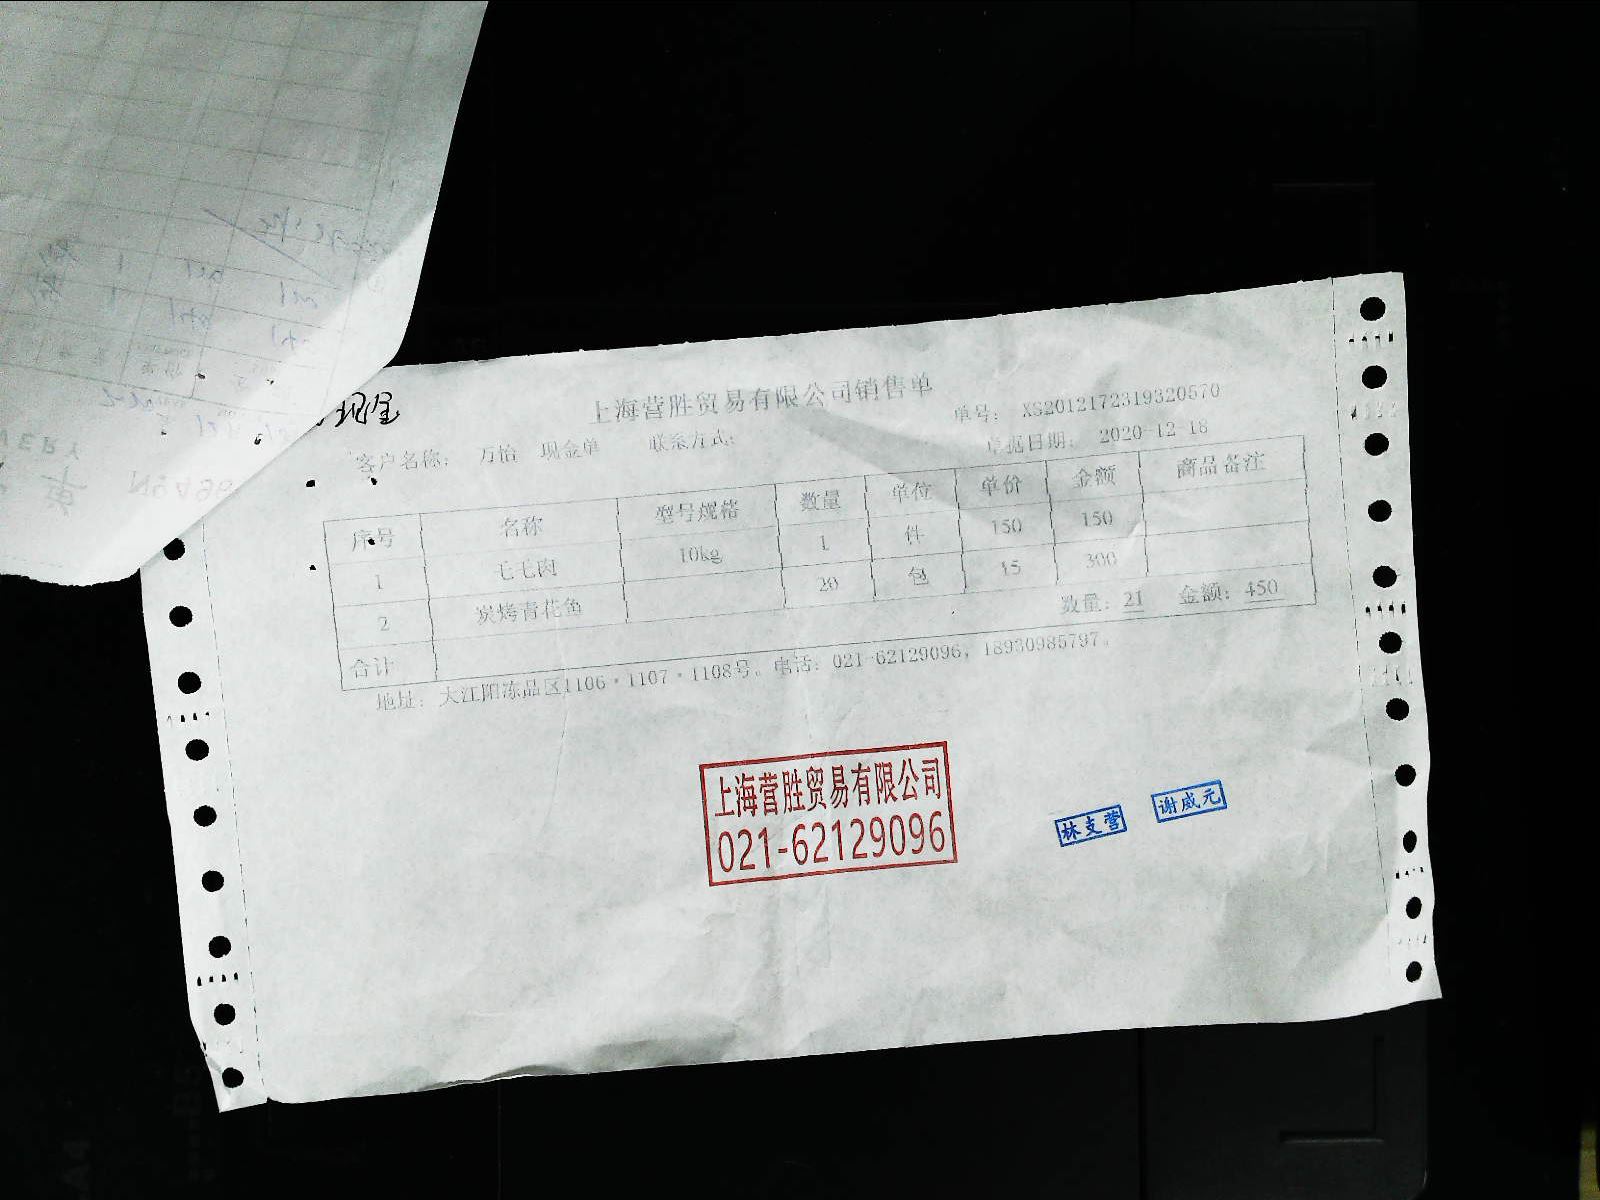 现金
上海营胜贸易有限公司销售单
单号: XS2012172319320570
客户名称: 万怡 现金单 联系方式: 单据日期: 2020-12-18
序号 名称 型号规格 数量 单位 单价 金额 商品备注
1 毛毛肉 10kg 1 件 150 150
2 炭烤青花鱼 20 包 15 300
合计 数量: 21 金额: 450
地址: 大江阳冻品区1106·1107·1108号。电话: 021-62129096, 18930985797。
上海营胜贸易有限公司
021-62129096
林支营
谢威元